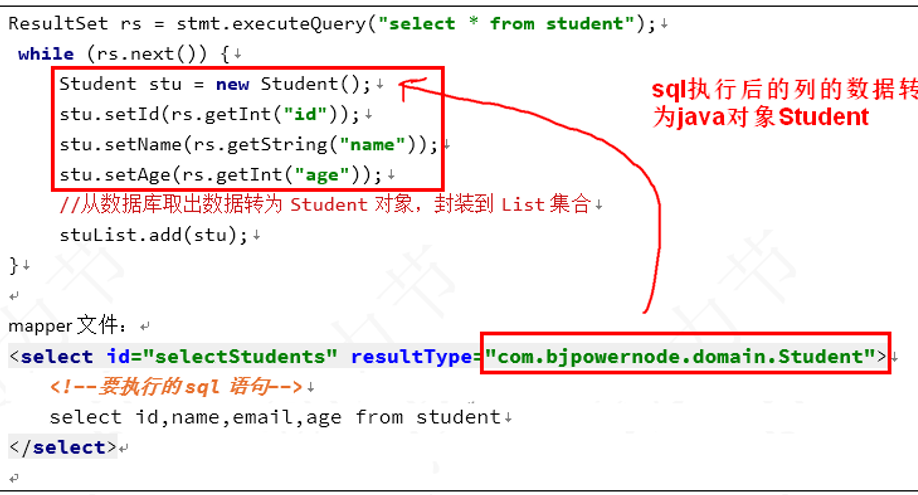 ResultSet rs = stmt.executeQuery("select * from student");
while (rs.next()) {
Student stu = new Student();
stu.setId(rs.getInt("id"));
stu.setName(rs.getString("name"));
stu.setAge(rs.getInt("age"));
sql执行后的列的数据转
为java对象Student
//从数据库取出数据转为 Student 对象，封装到 List 集合
stuList.add(stu);
}
mapper 文件：
<select id="selectStudents" resultType="com.bjpowernode.domain.Student">
<!--要执行的 sql 语句-->
select id,name,email,age from student
</select>